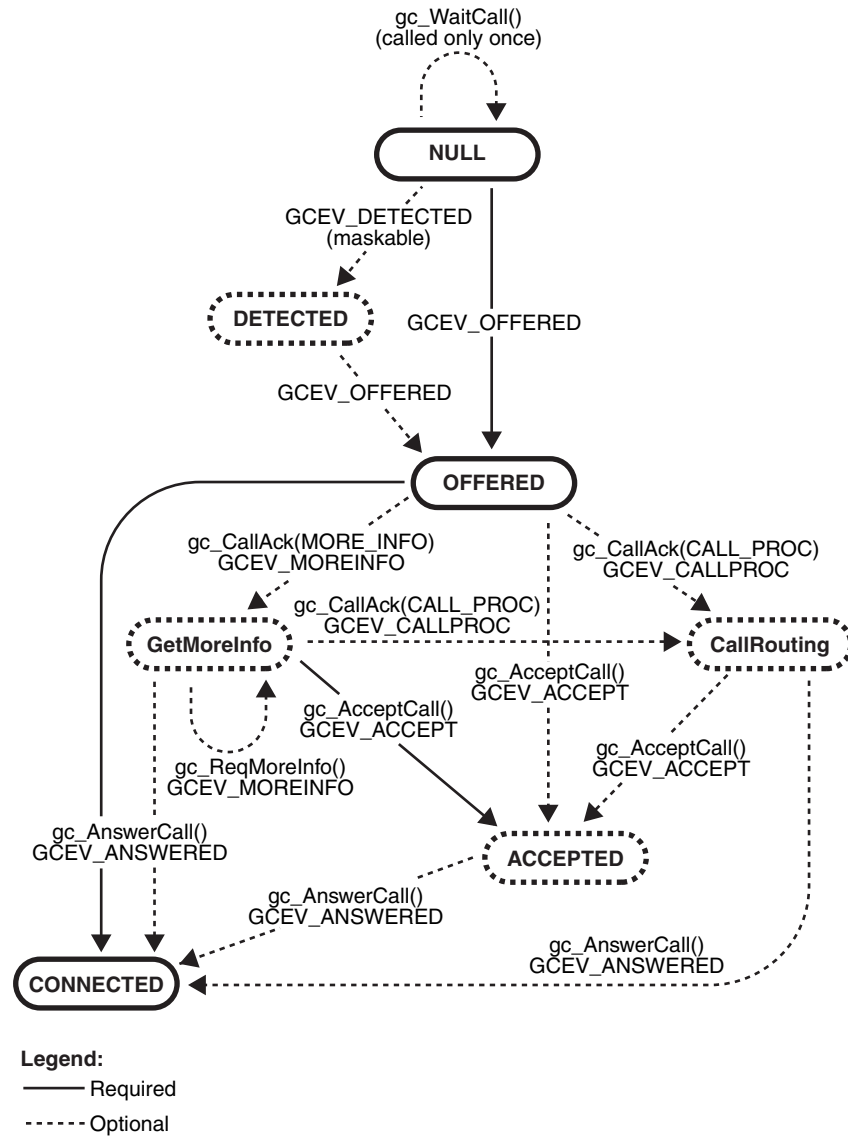 gc_WaitCall()
(called only once)
NULL
GCEV_DETECTED
(maskable)
DETECTED
GCEV_OFFERED
GCEV_OFFERED
OFFERED
gc_CallAck(MORE_INFO)
GCEV_MOREINFO
gc_CallAck(CALL_PROC)
GCEV_CALLPROC
gc_CallAck(CALL_PROC)
GCEV_CALLPROC
GetMoreInfo
CallRouting
gc_AcceptCall()
GCEV_ACCEPT
gc_AcceptCall()
GCEV_ACCEPT
gc_AcceptCall()
GCEV_ACCEPT
gc_ReqMoreInfo()
GCEV_MOREINFO
gc_AnswerCall()
GCEV_ANSWERED
ACCEPTED
gc_AnswerCall()
GCEV_ANSWERED
gc_AnswerCall()
GCEV_ANSWERED
CONNECTED
Legend:
Required
Optional